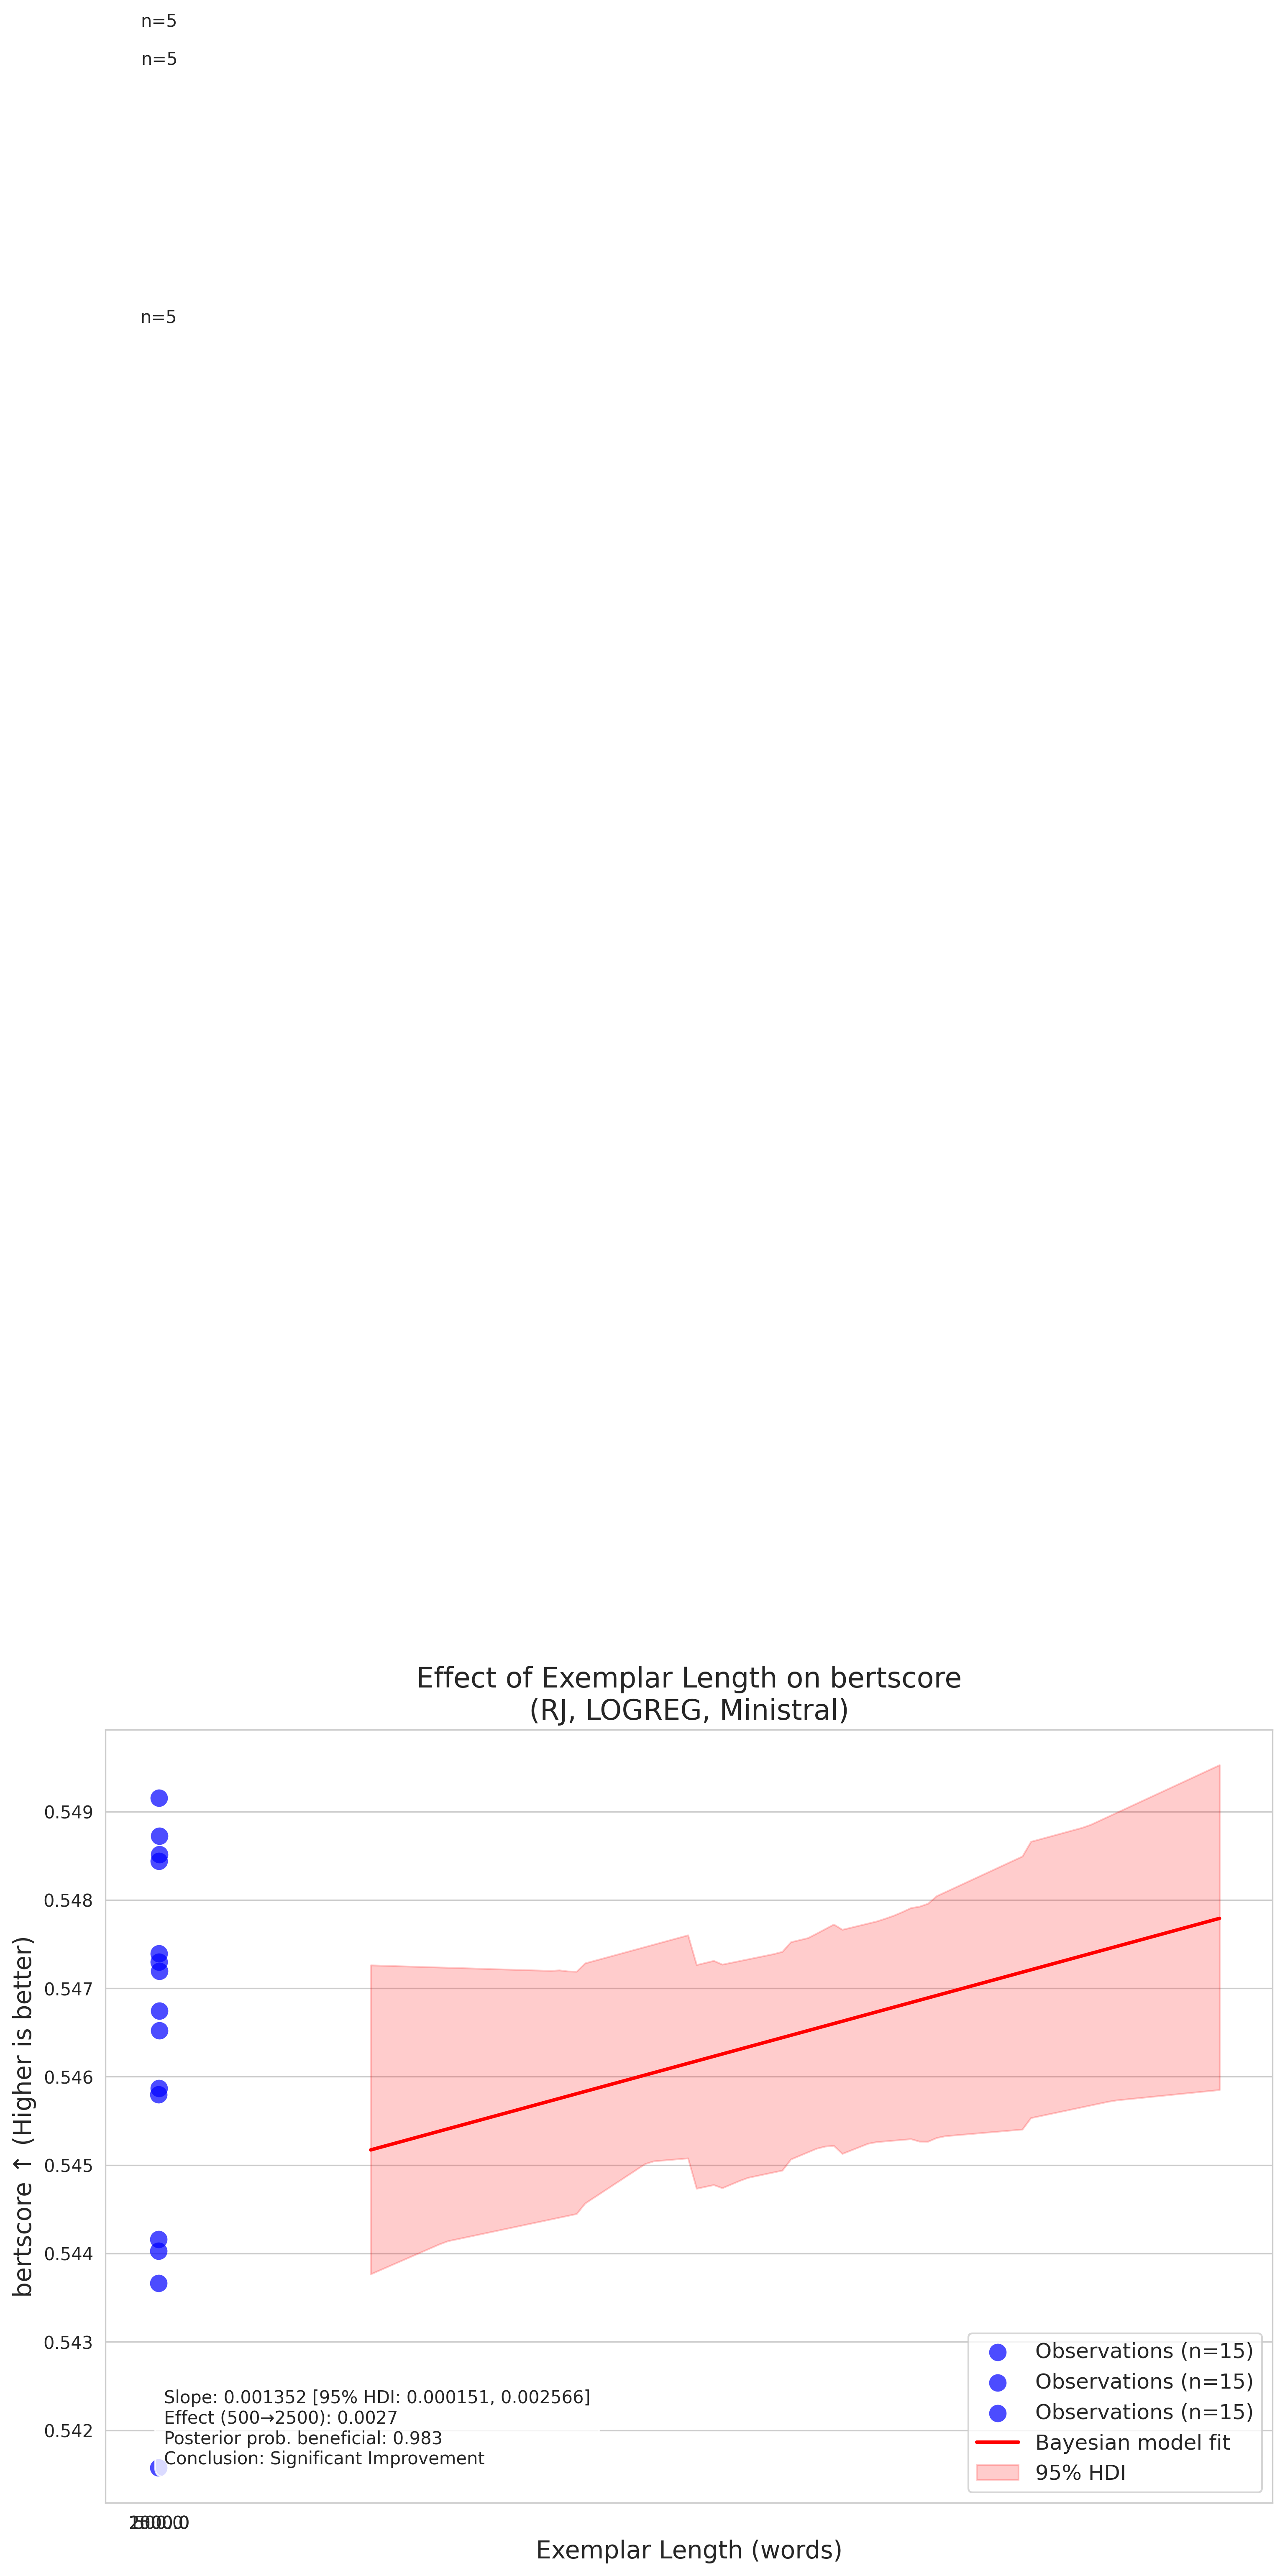 n=5
n=5
n=5
Effect of Exemplar Length on bertscore
(RJ, LOGREG, Ministral)
bertscore ↑ (Higher is better)
0.549
0.548
0.547
0.546
0.545
0.544
0.543
0.542
Slope: 0.001352 [95% HDI: 0.000151, 0.002566]
Effect (500→2500): 0.0027
Posterior prob. beneficial: 0.983
Conclusion: Significant Improvement
Observations (n=15)
Observations (n=15)
Observations (n=15)
Bayesian model fit
95% HDI
Exemplar Length (words)